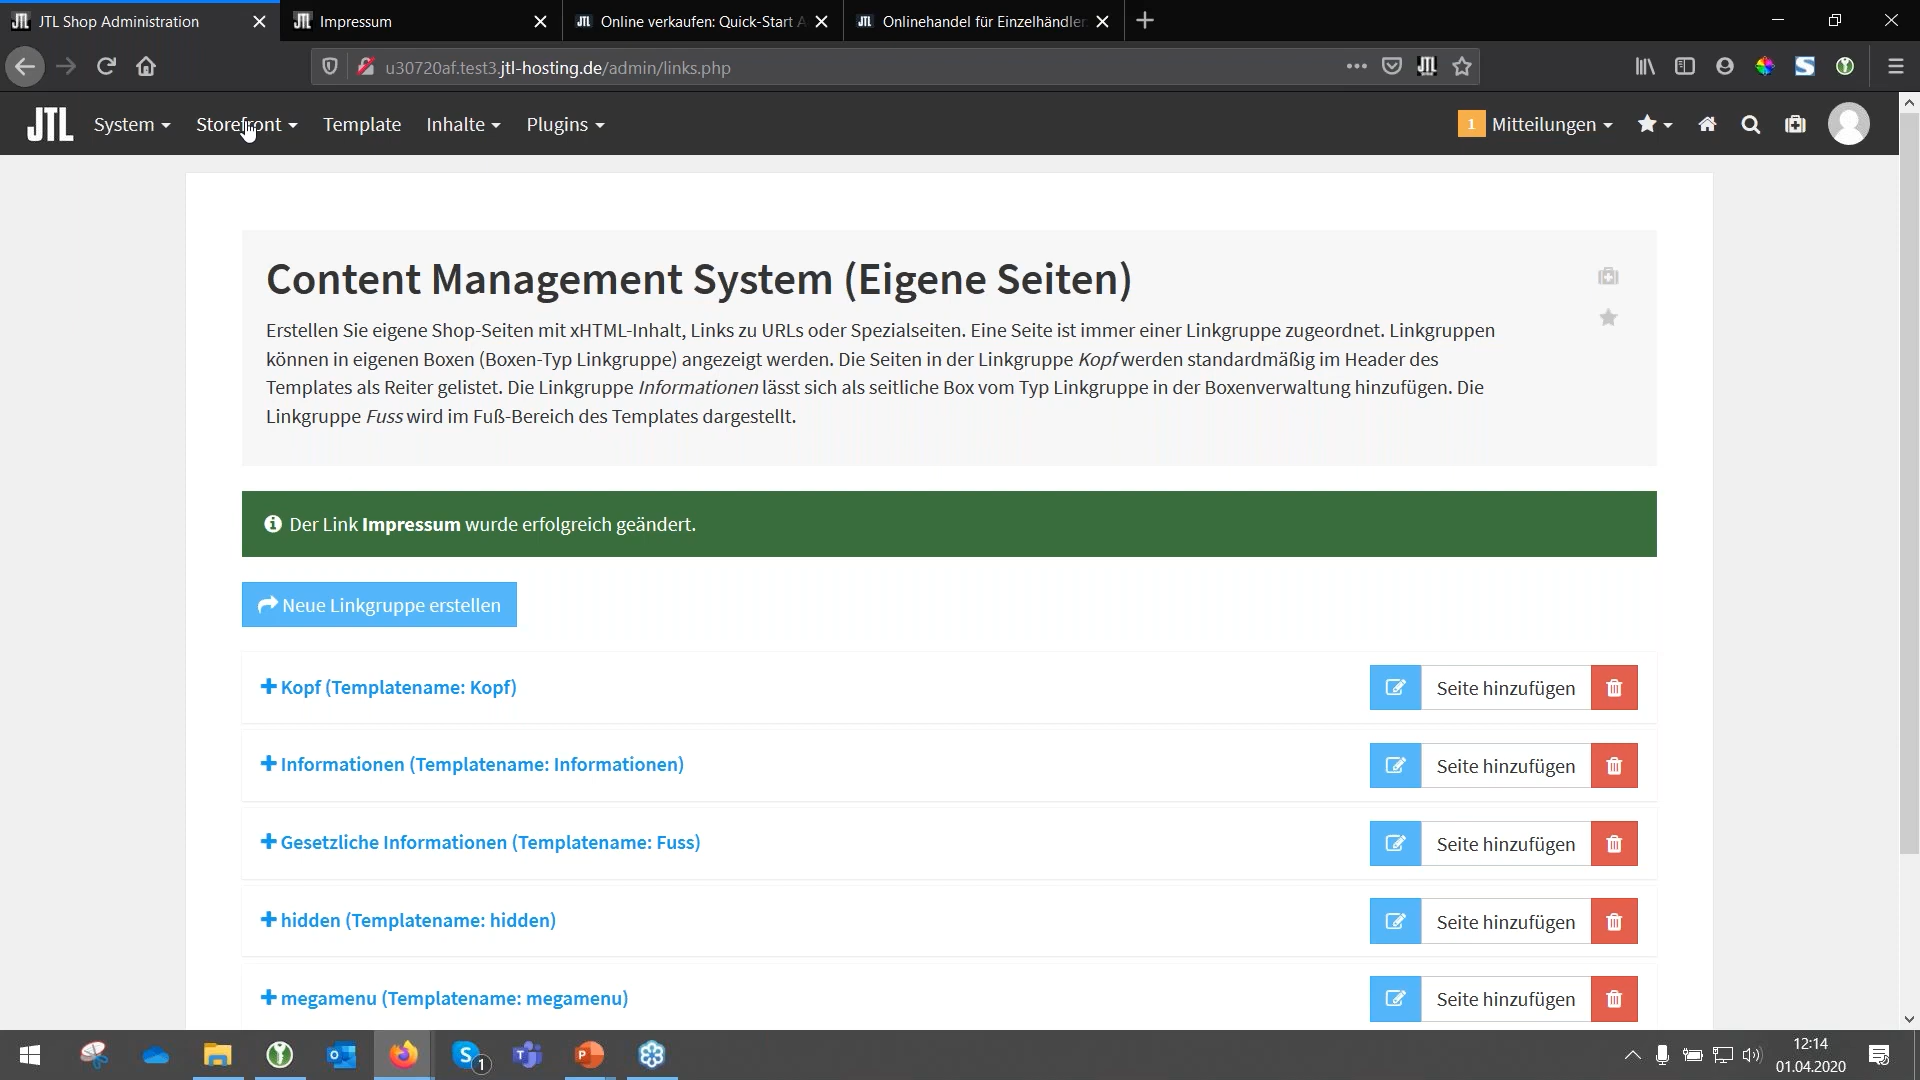 JTL Shop Administration
Impressum
Online verkaufen: Quick-Start A
Onlinehandel für Einzelhändler:
u30720af.test3.jtl-hosting.de/admin/links.php
JTL
System
Storefront
Template
Inhalte
Plugins
1 Mitteilungen
Content Management System (Eigene Seiten)
Erstellen Sie eigene Shop-Seiten mit xHTML-Inhalt, Links zu URLs oder Spezialseiten. Eine Seite ist immer einer Linkgruppe zugeordnet. Linkgruppen
können in eigenen Boxen (Boxen-Typ Linkgruppe) angezeigt werden. Die Seiten in der Linkgruppe Kopf werden standardmäßig im Header des
Templates als Reiter gelistet. Die Linkgruppe Informationen lässt sich als seitliche Box vom Typ Linkgruppe in der Boxenverwaltung hinzufügen. Die
Linkgruppe Fuss wird im Fuß-Bereich des Templates dargestellt.
Der Link Impressum wurde erfolgreich geändert.
Neue Linkgruppe erstellen
Kopf (Templatename: Kopf)
Seite hinzufügen
Informationen (Templatename: Informationen)
Seite hinzufügen
Gesetzliche Informationen (Templatename: Fuss)
Seite hinzufügen
hidden (Templatename: hidden)
Seite hinzufügen
megamenu (Templatename: megamenu)
Seite hinzufügen
1
12:14
01.04.2020